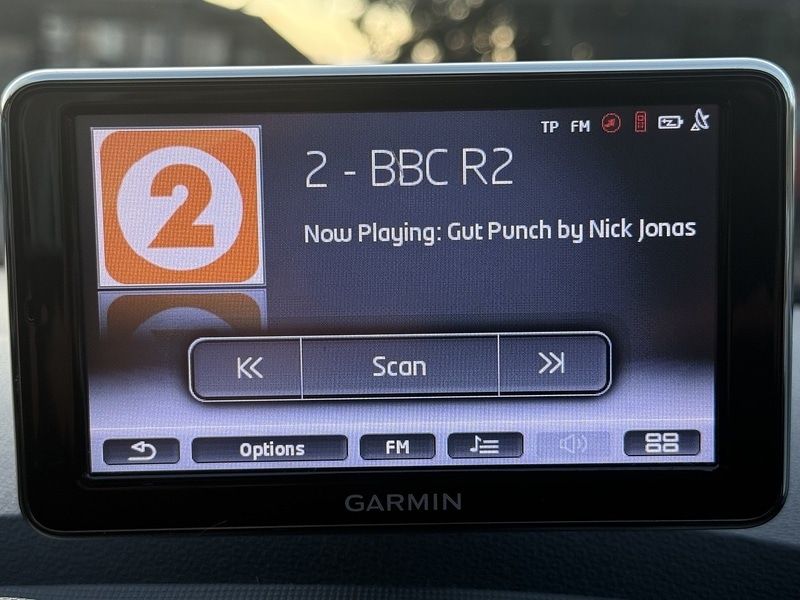 TP FM
2
2 - BBC R2
Now Playing: Gut Punch by Nick Jonas
Scan
Options FM
GARMIN